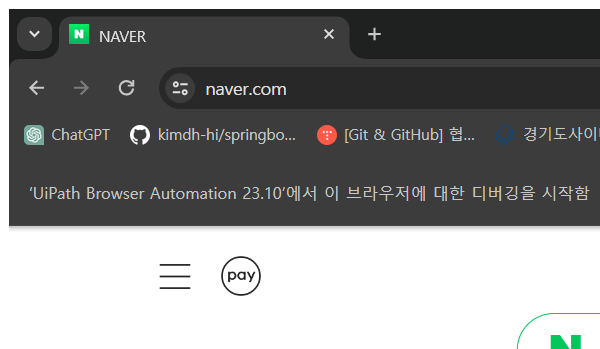 NAVER
naver.com
ChatGPT kimdh-hi/springbo... [Git & GitHub] 협... 경기도사이
'UiPath Browser Automation 23.10'에서 이 브라우저에 대한 디버깅을 시작함
pay
N